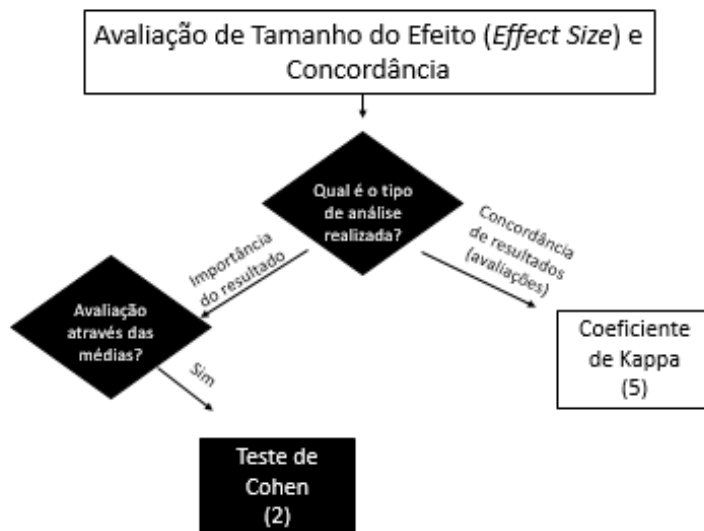 Avaliação de Tamanho do Efeito (Effect Size) e
Concordância
Qual é o tipo
de análise
realizada?
Importância
do resultado
Concordância
de resultados
(avaliações)
Avaliação
através das
médias?
Sim
Coeficiente
de Kappa
(5)
Teste de
Cohen
(2)